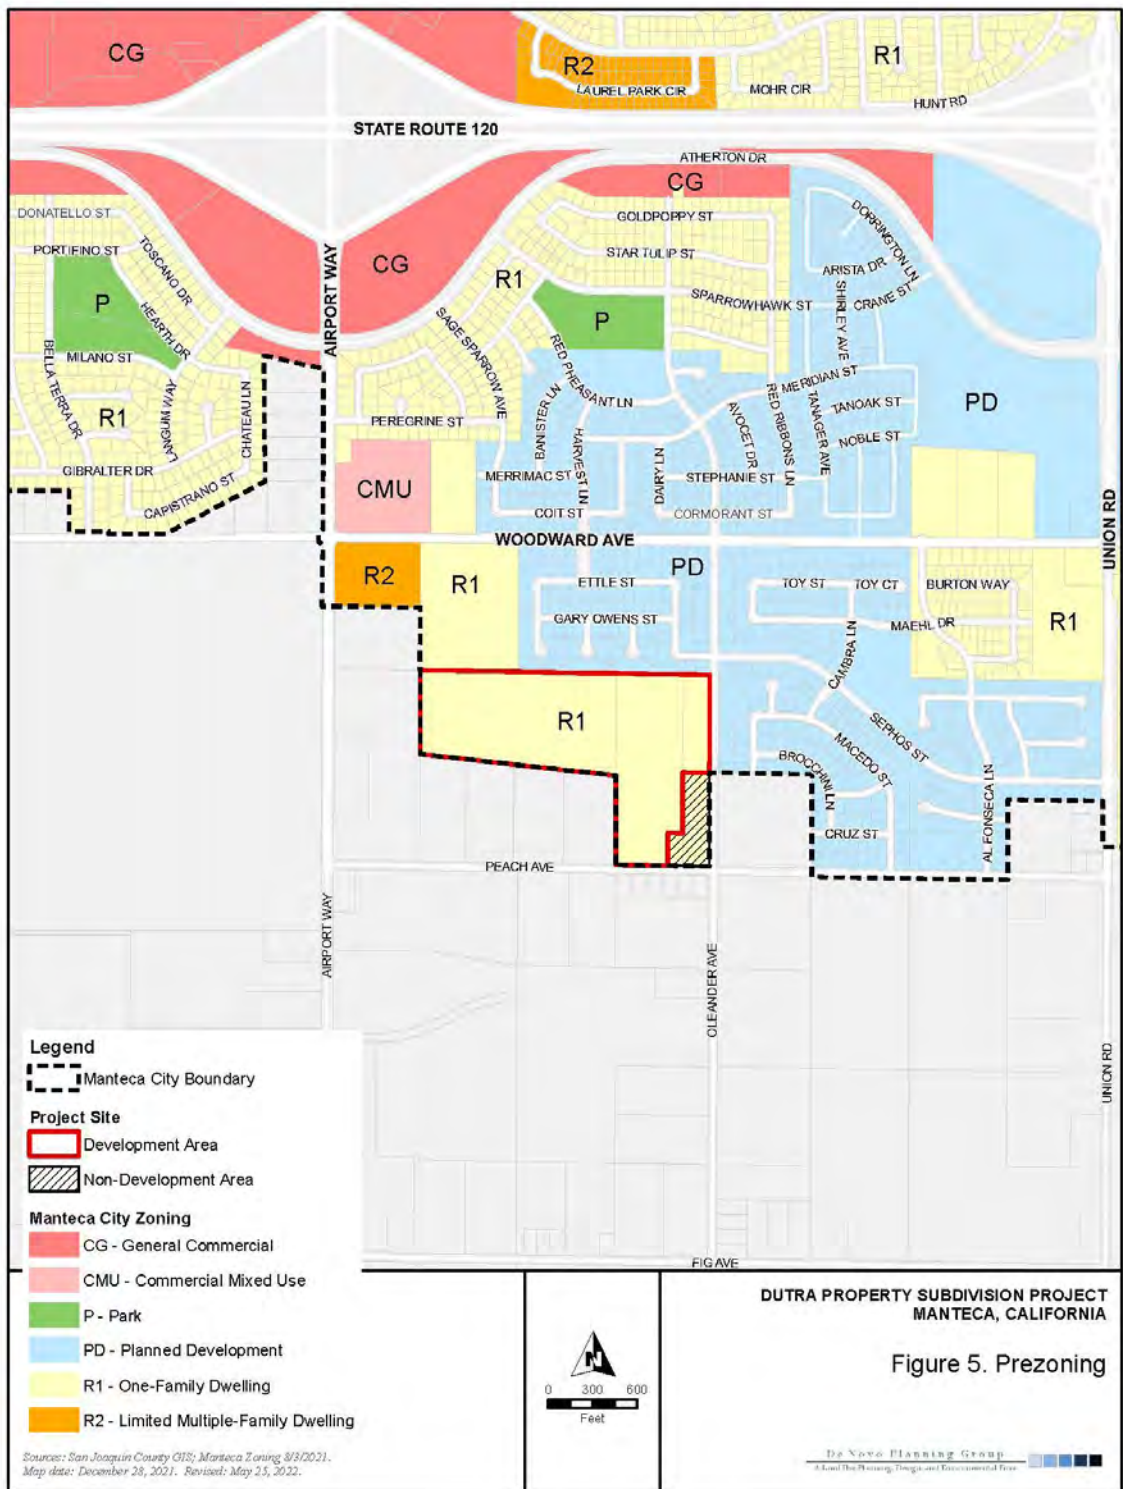 CG
R2
R1
LAUREL PARK CIR
MOHR CIR
HUNT RD
STATE ROUTE 120
ATHERTON DR
CG
DONATELLO ST
GOLDPOPPY ST
DORRINGTON LN
PORTIFINO ST
TOSCANO DR
AIRPORT WAY
CG
STAR TULIP ST
ARISTA DR
R1
SHIRLEY AVE
CRANE ST
P
HEARTH DR
SPARROWHAWK ST
P
SAGE SPARROW AVE
RED PHEASANT LN
MILANO ST
BELLA TERRA DR
MERIDIAN ST
R1
LANGUM WAY
CHATEAU LN
PEREGRINE ST
BANISTER LN
HARVEST LN
AVOCET DR
RED RIBBONS LN
TANAGER AVE
TANOAK ST
PD
NOBLE ST
GIBRALTER DR
CMU
MERRIMAC ST
DAIRY LN
STEPHANIE ST
CAPISTRANO ST
COIT ST
CORMORANT ST
WOODWARD AVE
UNION RD
R2
R1
ETTLE ST
PD
TOY ST
TOY CT
BURTON WAY
GARY OWENS ST
MAEHL DR
R1
CAMBRA LN
R1
SEPHOS ST
MACEDO ST
BROCCHINI LN
CRUZ ST
AL FONSECA LN
PEACH AVE
AIRPORT WAY
OLEANDER AVE
UNION RD
FIG AVE
Legend
Manteca City Boundary
Project Site
Development Area
Non-Development Area
Manteca City Zoning
CG - General Commercial
CMU - Commercial Mixed Use
P - Park
PD - Planned Development
R1 - One-Family Dwelling
R2 - Limited Multiple-Family Dwelling
Sources: San Joaquin County GIS; Manteca Zoning 8/3/2021.
Map date: December 28, 2021. Revised: May 25, 2022.
N
0 300 600
Feet
DUTRA PROPERTY SUBDIVISION PROJECT
MANTECA, CALIFORNIA
Figure 5. Prezoning
De Novo Planning Group
A Land Use Planning, Design, and Environmental Firm